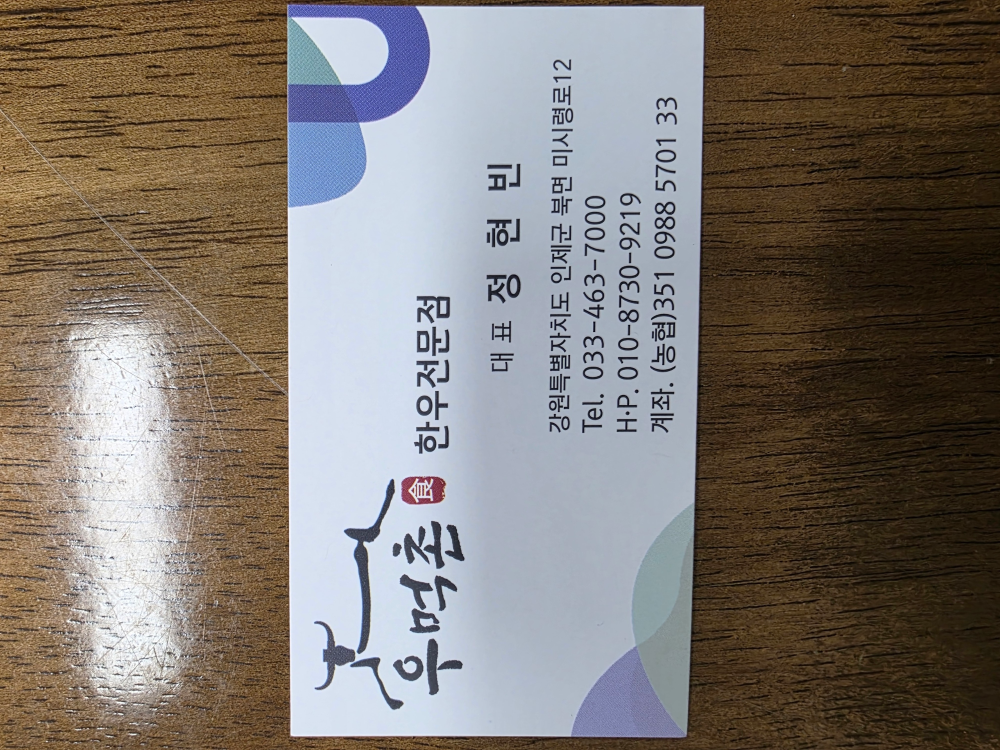 우먹촌 食 한우전문점
대표 정현빈
강원특별자치도 인제군 북면 미시령로12
Tel. 033-463-7000
H·P. 010-8730-9219
계좌. (농협)351 0988 5701 33